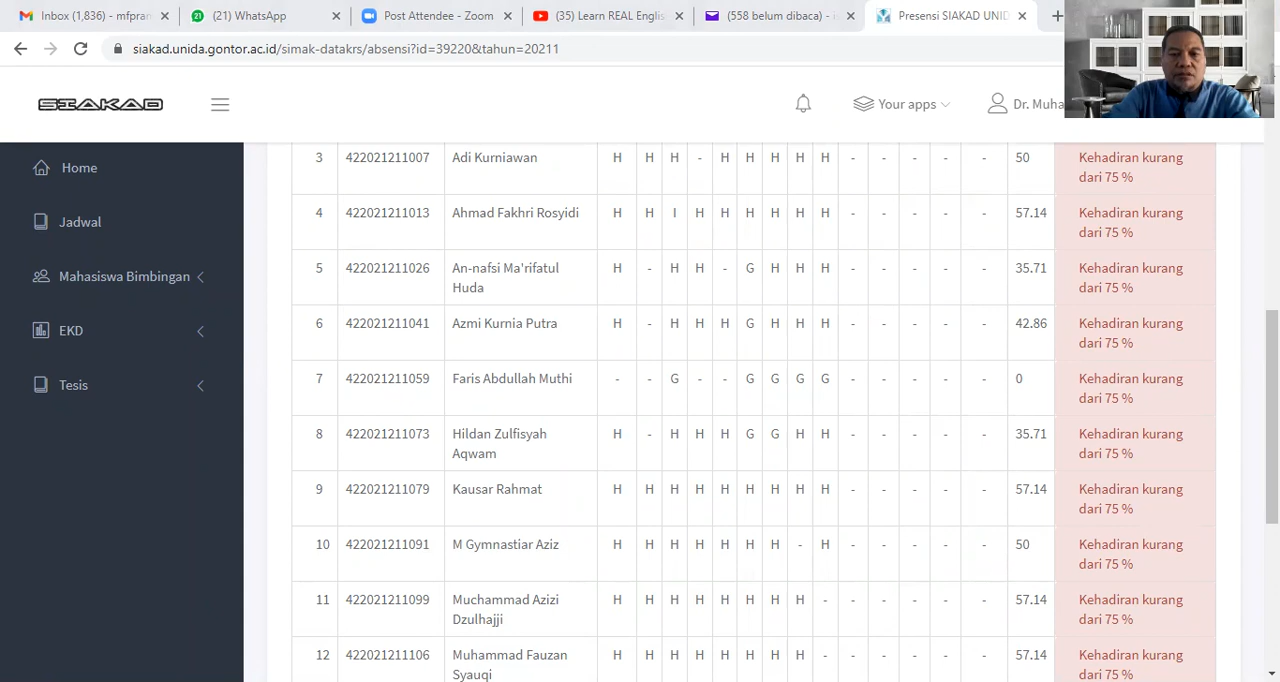 Inbox (1,836) - mfpran
(21) WhatsApp
Post Attendee - Zoom
(35) Learn REAL Englis
(558 belum dibaca) - is
Presensi SIAKAD UNID
siakad.unida.gontor.ac.id/simak-datakrs/absensi?id=39220&tahun=20211
SIAKAD
Your apps
Dr. Muha
Home
Jadwal
Mahasiswa Bimbingan
EKD
Tesis
3 422021211007 Adi Kurniawan H H H - H H H H H - - - - - 50 Kehadiran kurang
dari 75 %
4 422021211013 Ahmad Fakhri Rosyidi H H I H H H H H H - - - - - 57.14 Kehadiran kurang
dari 75 %
5 422021211026 An-nafsi Ma'rifatul H - H H - G H H H - - - - - 35.71 Kehadiran kurang
Huda dari 75 %
6 422021211041 Azmi Kurnia Putra H - H H H G H H H - - - - - 42.86 Kehadiran kurang
dari 75 %
7 422021211059 Faris Abdullah Muthi - - G - - G G G G - - - - - 0 Kehadiran kurang
dari 75 %
8 422021211073 Hildan Zulfisyah H - H H H G G H H - - - - - 35.71 Kehadiran kurang
Aqwam dari 75 %
9 422021211079 Kausar Rahmat H H H H H H H H H - - - - - 57.14 Kehadiran kurang
dari 75 %
10 422021211091 M Gymnastiar Aziz H H H H H H H - H - - - - - 50 Kehadiran kurang
dari 75 %
11 422021211099 Muchammad Azizi H H H H H H H H - - - - - - 57.14 Kehadiran kurang
Dzulhajji dari 75 %
12 422021211106 Muhammad Fauzan H H H H H H H H - - - - - - 57.14 Kehadiran kurang
Syauqi dari 75 %